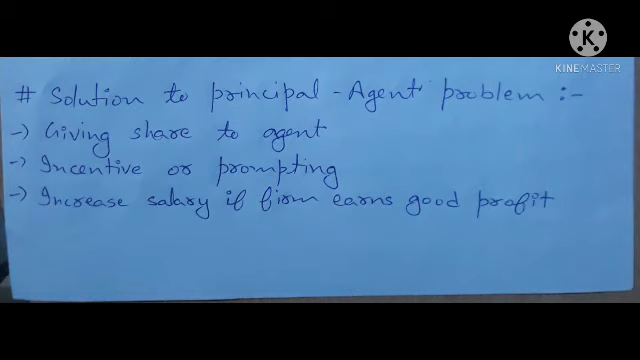 KINEMASTER
# Solution to principal - Agent problem :-
-> Giving share to agent
-> Incentive or prompting
-> Increase salary if firm earns good profit